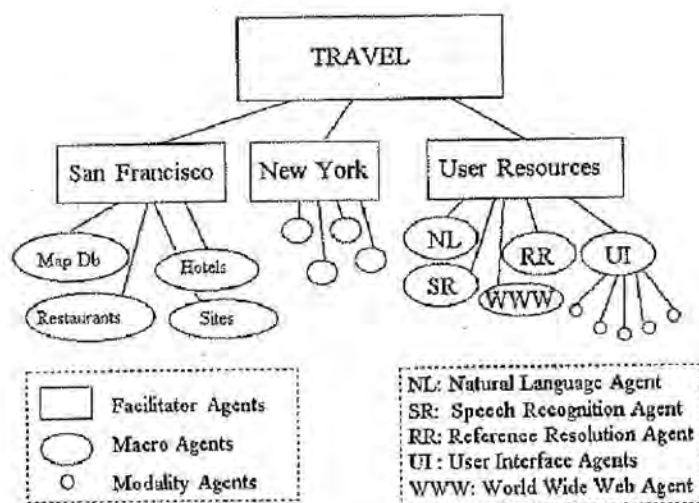 TRAVEL
San Francisco
New York
User Resources
Map Db
Hotels
Restaurants
Sites
NL
RR
UI
SR
WWW
Facilitator Agents
Macro Agents
Modality Agents
NL: Natural Language Agent
SR: Speech Recognition Agent
RR: Reference Resolution Agent
UI : User Interface Agents
WWW: World Wide Web Agent